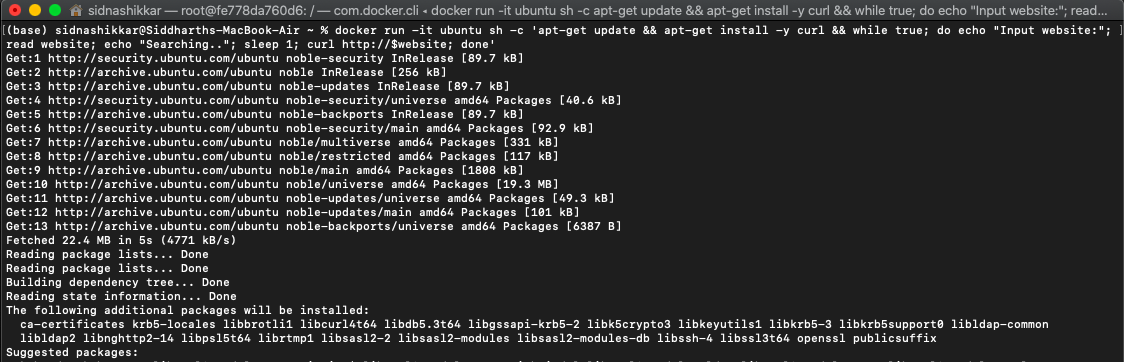 sidnashikkar — root@fe778da760d6: / — com.docker.cli ◂ docker run -it ubuntu sh -c apt-get update && apt-get install -y curl && while true; do echo "Input website:"; read...
[(base) sidnashikkar@Siddharths-MacBook-Air ~ % docker run -it ubuntu sh -c 'apt-get update && apt-get install -y curl && while true; do echo "Input website:"; ]
read website; echo "Searching.."; sleep 1; curl http://$website; done'
Get:1 http://security.ubuntu.com/ubuntu noble-security InRelease [89.7 kB]
Get:2 http://archive.ubuntu.com/ubuntu noble InRelease [256 kB]
Get:3 http://archive.ubuntu.com/ubuntu noble-updates InRelease [89.7 kB]
Get:4 http://security.ubuntu.com/ubuntu noble-security/universe amd64 Packages [40.6 kB]
Get:5 http://archive.ubuntu.com/ubuntu noble-backports InRelease [89.7 kB]
Get:6 http://security.ubuntu.com/ubuntu noble-security/main amd64 Packages [92.9 kB]
Get:7 http://archive.ubuntu.com/ubuntu noble/multiverse amd64 Packages [331 kB]
Get:8 http://archive.ubuntu.com/ubuntu noble/restricted amd64 Packages [117 kB]
Get:9 http://archive.ubuntu.com/ubuntu noble/main amd64 Packages [1808 kB]
Get:10 http://archive.ubuntu.com/ubuntu noble/universe amd64 Packages [19.3 MB]
Get:11 http://archive.ubuntu.com/ubuntu noble-updates/universe amd64 Packages [49.3 kB]
Get:12 http://archive.ubuntu.com/ubuntu noble-updates/main amd64 Packages [101 kB]
Get:13 http://archive.ubuntu.com/ubuntu noble-backports/universe amd64 Packages [6387 B]
Fetched 22.4 MB in 5s (4771 kB/s)
Reading package lists... Done
Reading package lists... Done
Building dependency tree... Done
Reading state information... Done
The following additional packages will be installed:
ca-certificates krb5-locales libbrotli1 libcurl4t64 libdb5.3t64 libgssapi-krb5-2 libk5crypto3 libkeyutils1 libkrb5-3 libkrb5support0 libldap-common
libldap2 libnghttp2-14 libpsl5t64 librtmp1 libsasl2-2 libsasl2-modules libsasl2-modules-db libssh-4 libssl3t64 openssl publicsuffix
Suggested packages: